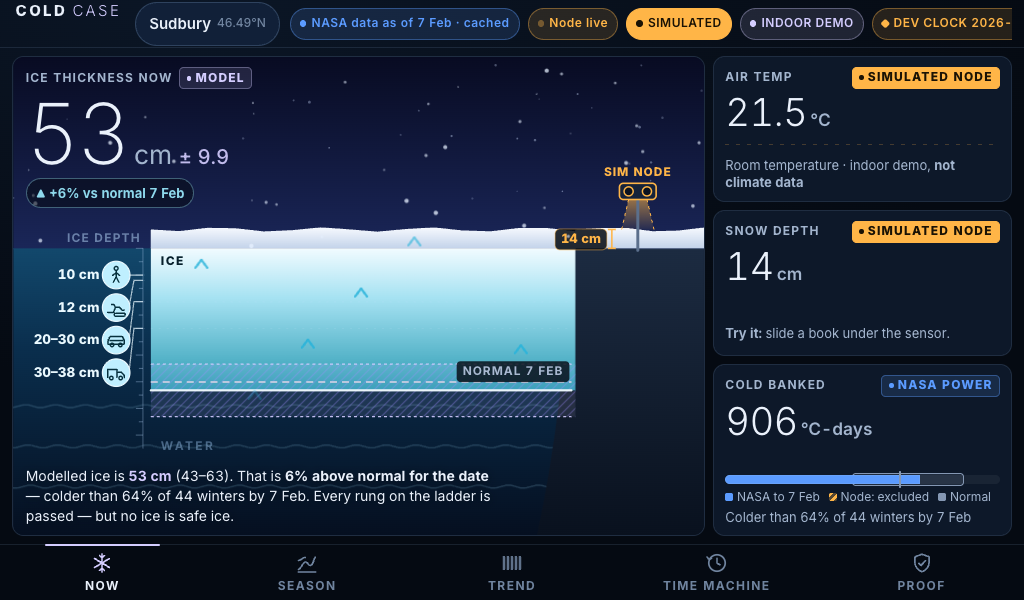 COLD CASE
Sudbury 46.49°N
NASA data as of 7 Feb · cached
Node live
SIMULATED
INDOOR DEMO
DEV CLOCK 2026-
ICE THICKNESS NOW
MODEL
53 cm ± 9.9
▲ +6% vs normal 7 Feb
SIM NODE
14 cm
ICE DEPTH
ICE
10 cm
12 cm
20–30 cm
30–38 cm
NORMAL 7 FEB
WATER
Modelled ice is 53 cm (43–63). That is 6% above normal for the date
— colder than 64% of 44 winters by 7 Feb. Every rung on the ladder is
passed — but no ice is safe ice.
AIR TEMP
SIMULATED NODE
21.5 °C
Room temperature · indoor demo, not
climate data
SNOW DEPTH
SIMULATED NODE
14 cm
Try it: slide a book under the sensor.
COLD BANKED
NASA POWER
906 °C-days
NASA to 7 Feb
Node: excluded
Normal
Colder than 64% of 44 winters by 7 Feb
NOW
SEASON
TREND
TIME MACHINE
PROOF